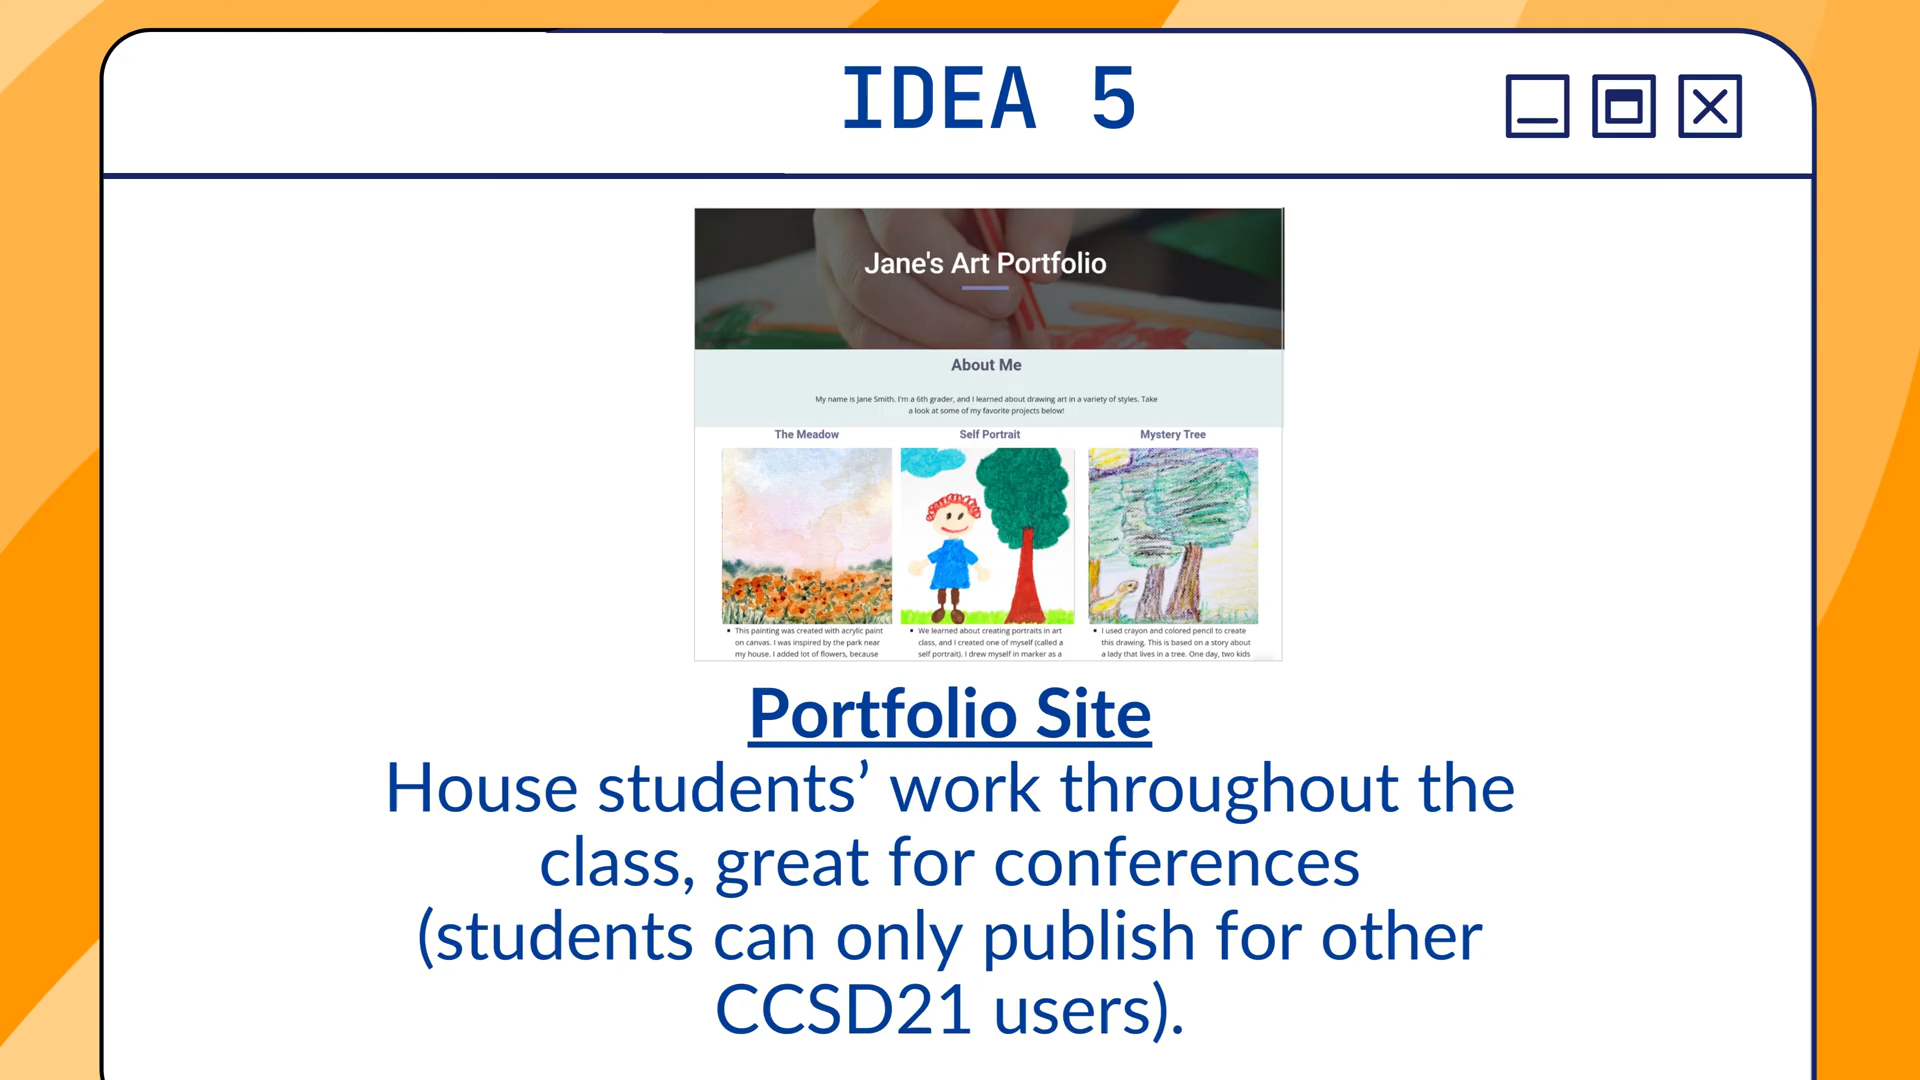 IDEA 5
Jane's Art Portfolio
About Me
My name is Jane Smith. I'm a 6th grader, and I learned about drawing art in a variety of styles. Take
a look at some of my favorite projects below!
The Meadow
This painting was created with acrylic paint
on canvas. I was inspired by the park near
my house. I added lot of flowers, because
Self Portrait
We learned about creating portraits in art
class, and I created one of myself (called a
self portrait). I drew myself in marker as a
Mystery Tree
I used crayon and colored pencil to create
this drawing. This is based on a story about
a lady that lives in a tree. One day, two kids
Portfolio Site
House students’ work throughout the
class, great for conferences
(students can only publish for other
CCSD21 users).